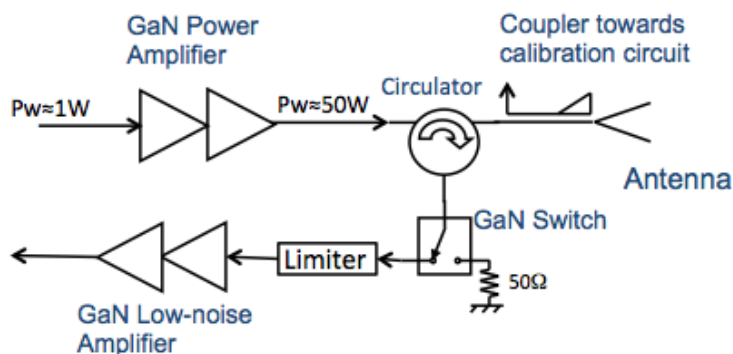 GaN Power
Amplifier
Coupler towards
calibration circuit
Circulator
Pw≈1W
Pw≈50W
Antenna
GaN Switch
Limiter
50Ω
GaN Low-noise
Amplifier